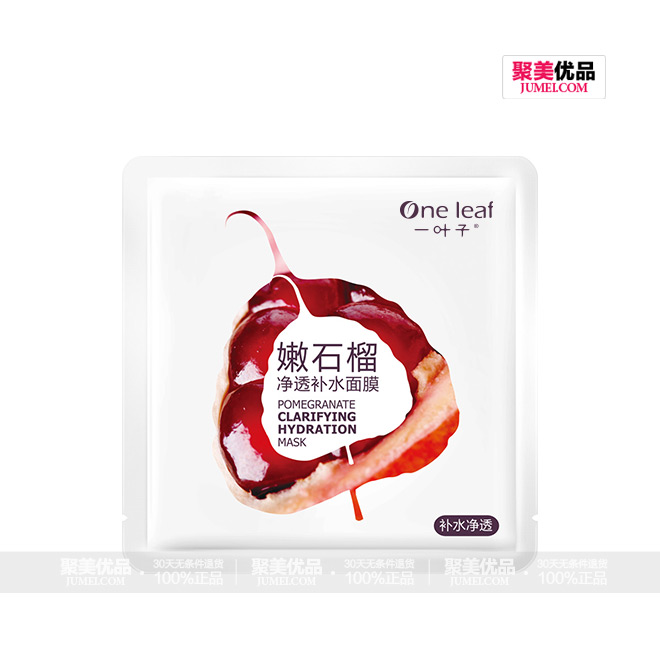 聚美优品
JUMEI.COM
One leaf
一叶子®
嫩石榴
净透补水面膜
POMEGRANATE
CLARIFYING
HYDRATION
MASK
补水净透
聚美优品 JUMEI.COM 30天无条件退货 100%正品 聚美优品 JUMEI.COM 30天无条件退货 100%正品 聚美优品 JUMEI.COM 30天无条件退货 100%正品